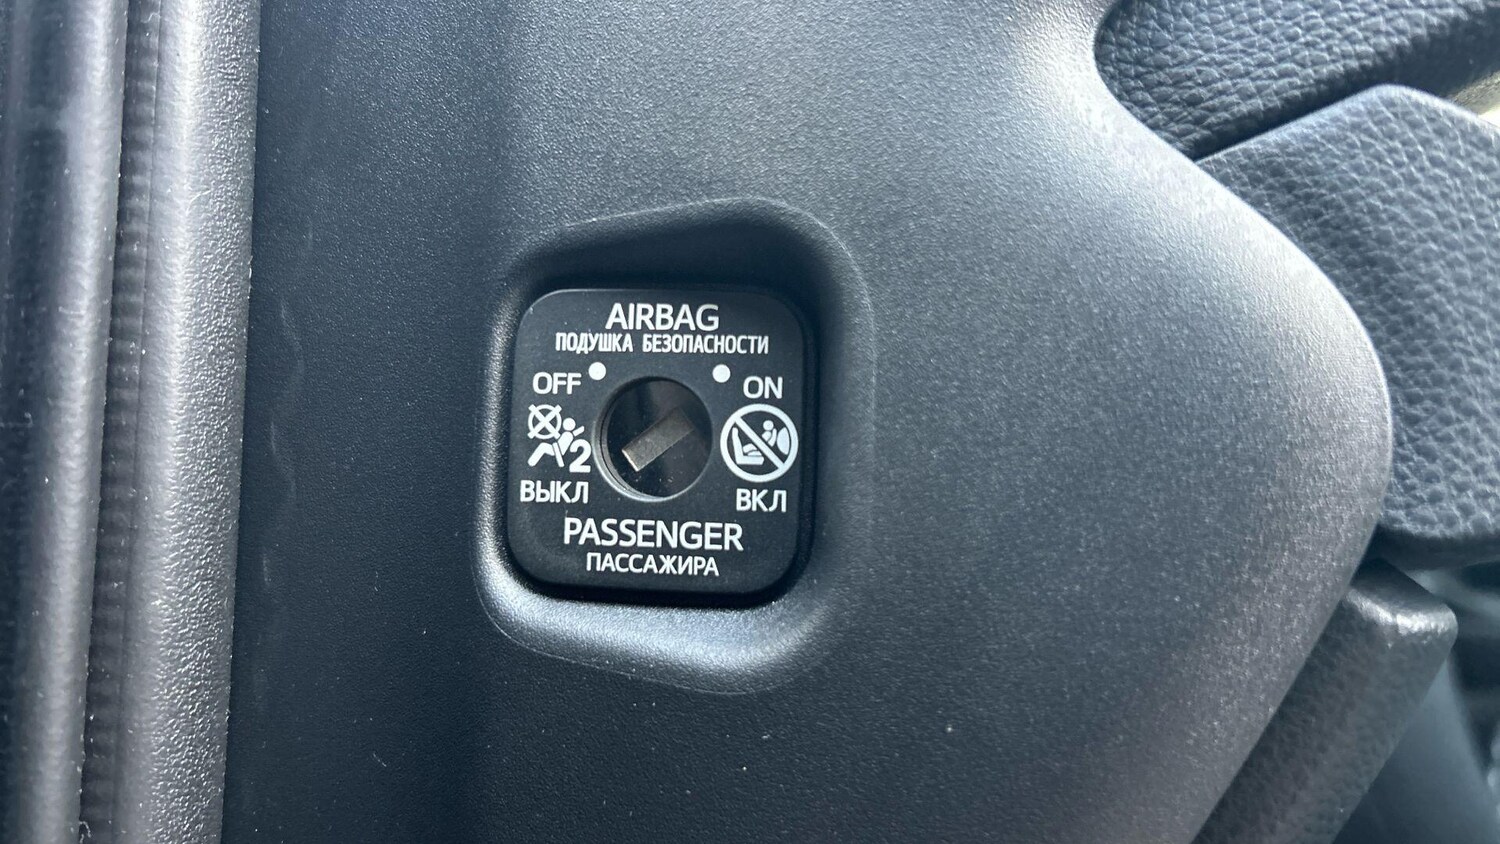 AIRBAG
ПОДУШКА БЕЗОПАСНОСТИ
OFF ON
2
ВЫКЛ ВКЛ
PASSENGER
ПАССАЖИРА